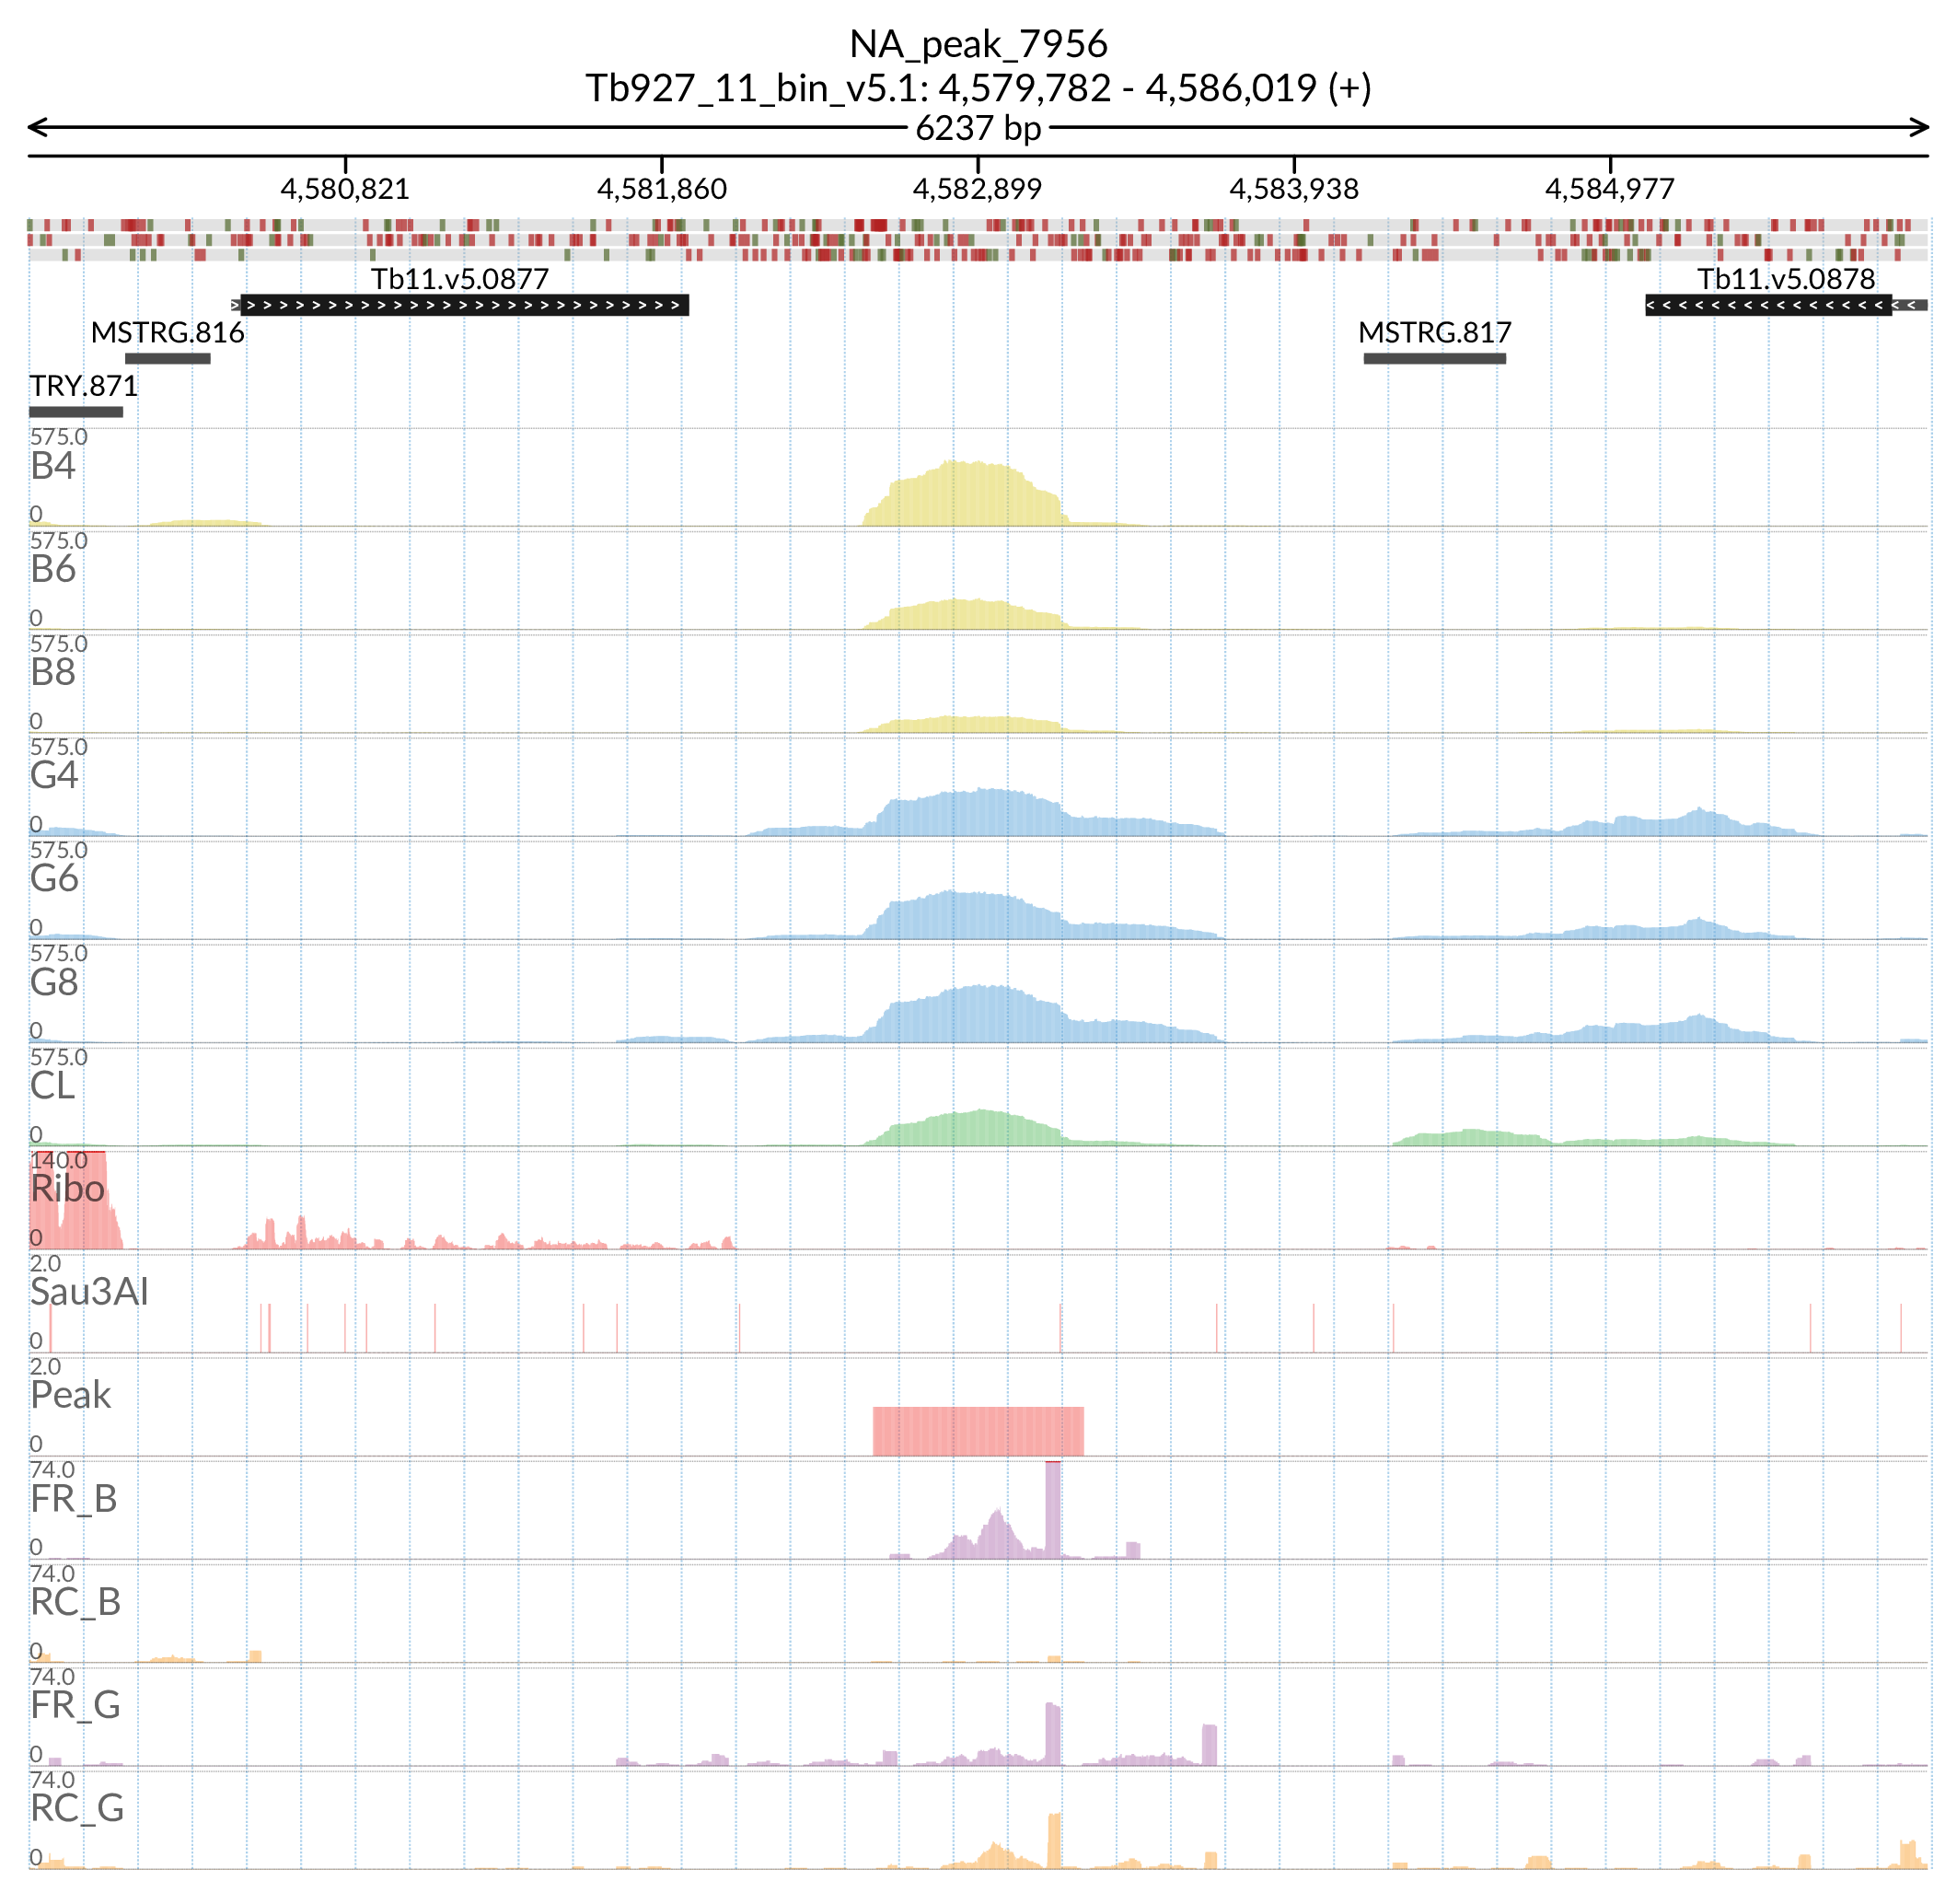 NA_peak_7956
Tb927_11_bin_v5.1: 4,579,782 - 4,586,019 (+)
6237 bp
4,580,821 4,581,860 4,582,899 4,583,938 4,584,977
Tb11.v5.0877 Tb11.v5.0878
MSTRG.816 MSTRG.817
TRY.871
575.0
B4
0
575.0
B6
0
575.0
B8
0
575.0
G4
0
575.0
G6
0
575.0
G8
0
575.0
CL
0
140.0
Ribo
0
2.0
Sau3AI
0
2.0
Peak
0
74.0
FR_B
0
74.0
RC_B
0
74.0
FR_G
0
74.0
RC_G
0